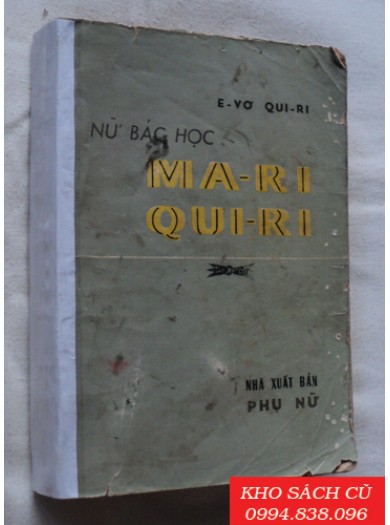 E-VƠ QUI-RI
NỮ BÁC HỌC
MA-RI
QUI-RI
NHÀ XUẤT BẢN
PHỤ NỮ
KHO SÁCH CŨ
0994.838.096